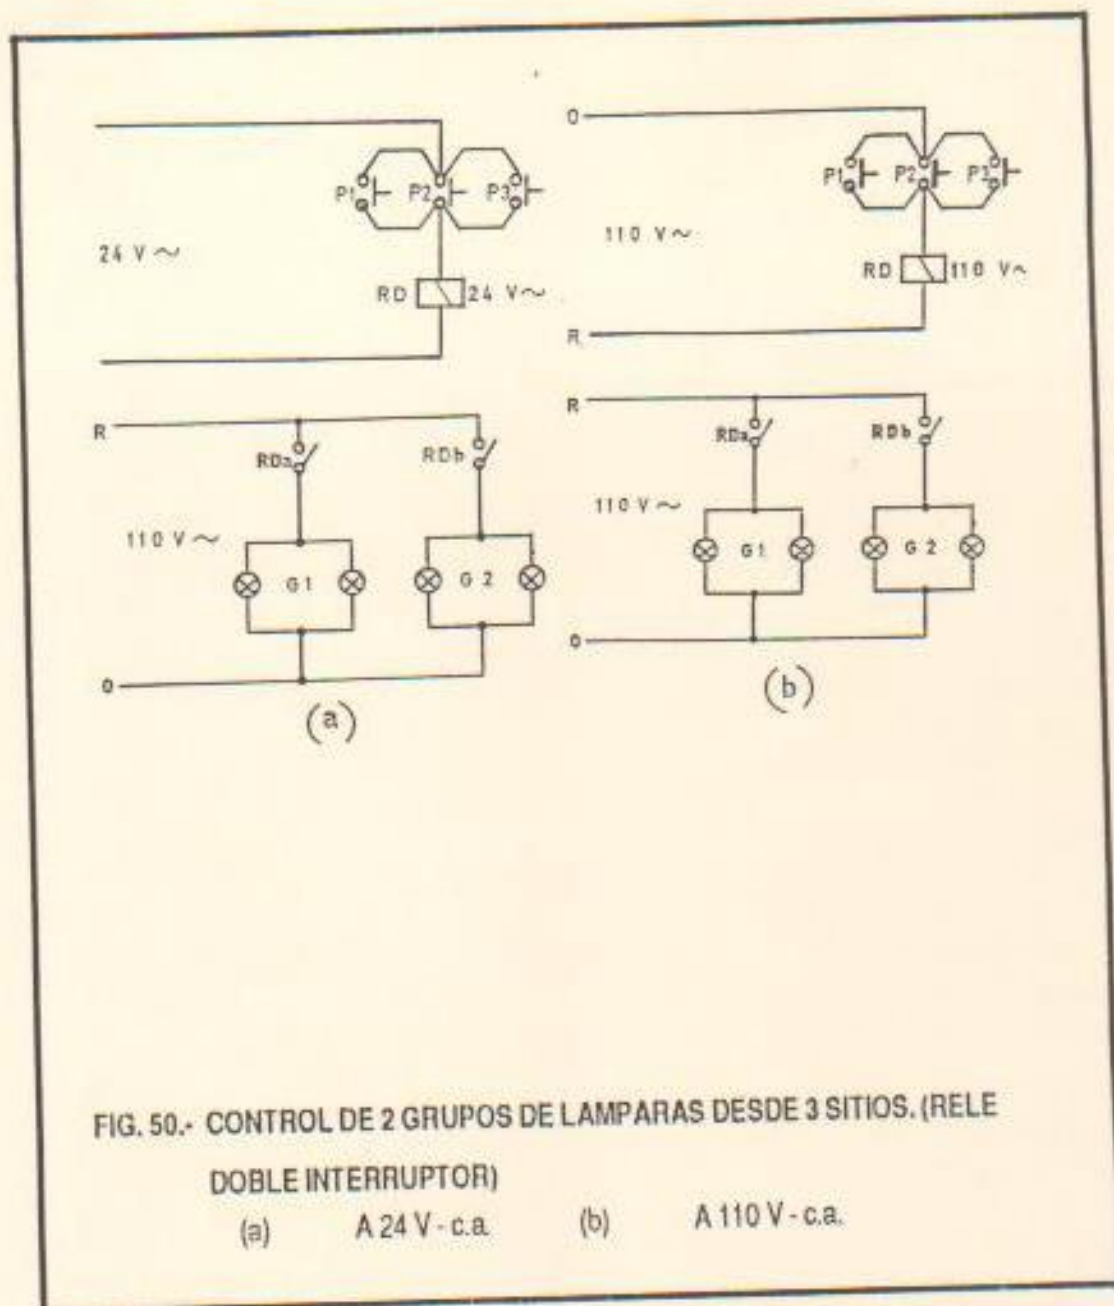 O
P1 P2 P3
P1 P2 P3
24 V ~
110 V ~
RD 24 V ~
RD 110 V ~
R
R
RDa RDb
R
RDa RDb
110 V ~
G1 G2
110 V ~
G1 G2
0
0
(a)
(b)
FIG. 50.- CONTROL DE 2 GRUPOS DE LAMPARAS DESDE 3 SITIOS. (RELE
DOBLE INTERRUPTOR)
(a) A 24 V - c.a. (b) A 110 V - c.a.